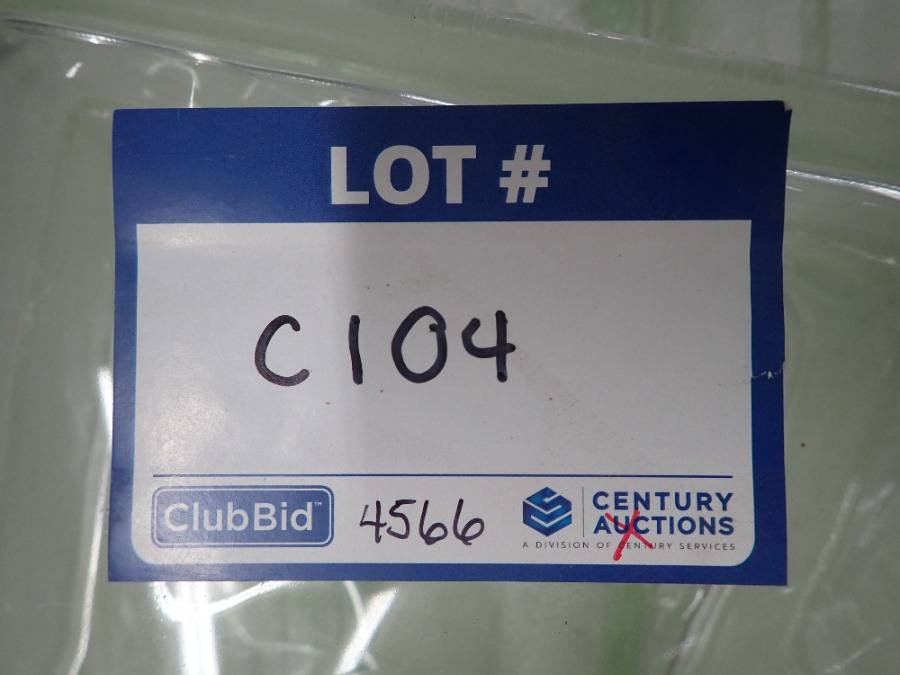 LOT #
C104
ClubBid™ 4566 CENTURY AUCTIONS
A DIVISION OF CENTURY SERVICES